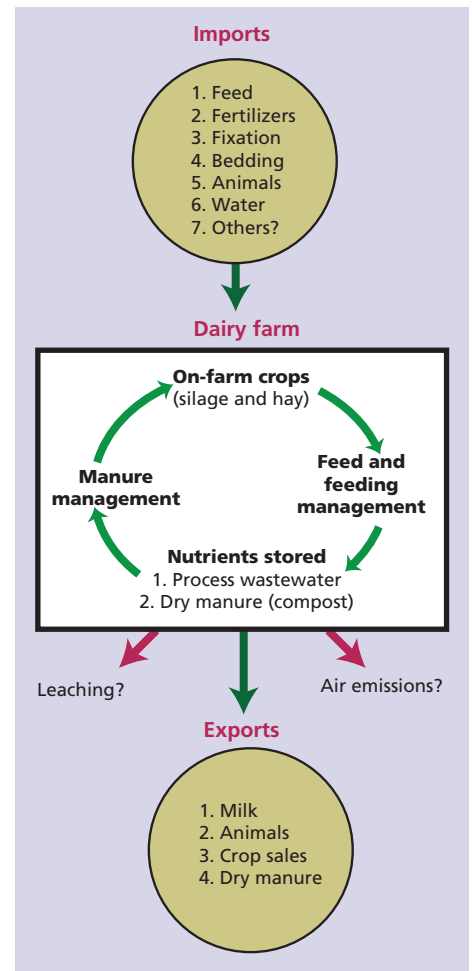 Imports
1. Feed
2. Fertilizers
3. Fixation
4. Bedding
5. Animals
6. Water
7. Others?
Dairy farm
On-farm crops
(silage and hay)
Feed and
feeding
management
Manure
management
Nutrients stored
1. Process wastewater
2. Dry manure (compost)
Leaching?
Air emissions?
Exports
1. Milk
2. Animals
3. Crop sales
4. Dry manure